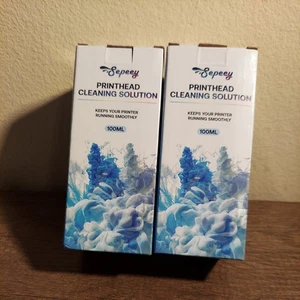 Sepeey
PRINTHEAD
CLEANING SOLUTION
KEEPS YOUR PRINTER
RUNNING SMOOTHLY
100ML
Sepeey
PRINTHEAD
CLEANING SOLUTION
KEEPS YOUR PRINTER
RUNNING SMOOTHLY
100ML